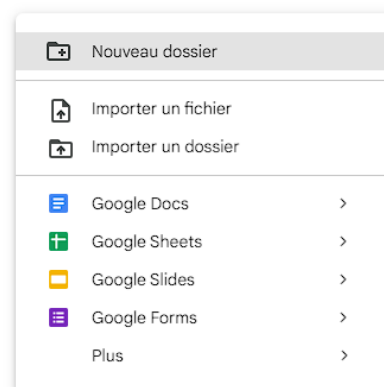 Nouveau dossier
Importer un fichier
Importer un dossier
Google Docs
Google Sheets
Google Slides
Google Forms
Plus